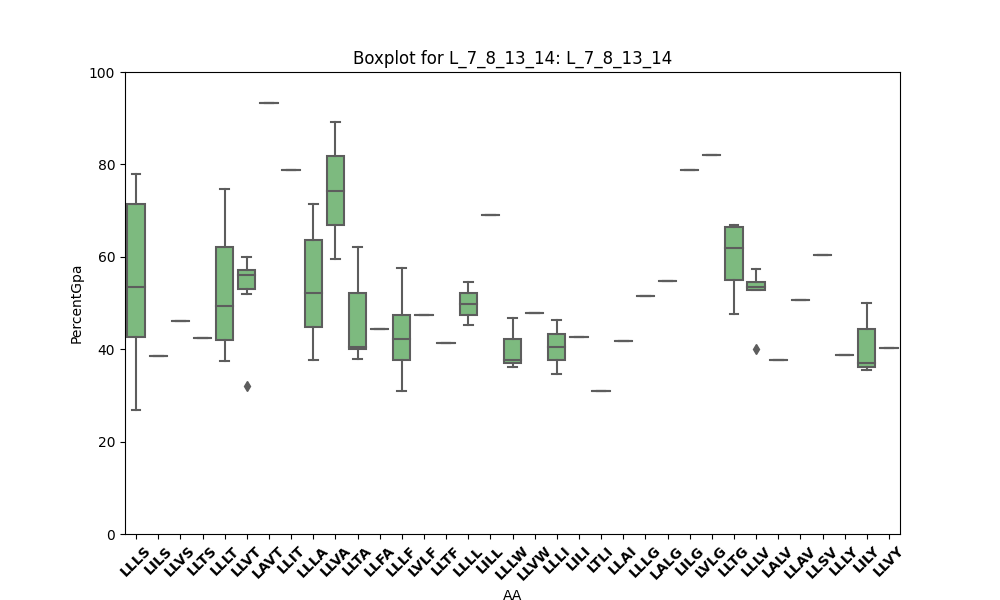 Boxplot for L_7_8_13_14: L_7_8_13_14
100
80
60
40
20
0
PercentGpa
LLLS LILS LLVS LLTS LLLT LLVT LAVT LLIT LLLA LLVA LLTA LLFA LLLF LVLF LLTF LLLL LILL LLLW LLVW LLLI LILI LTLI LLAI LLLG LALG LILG LVLG LLTG LLLV LALV LLAV LLSV LLLY LILY LLVY
AA